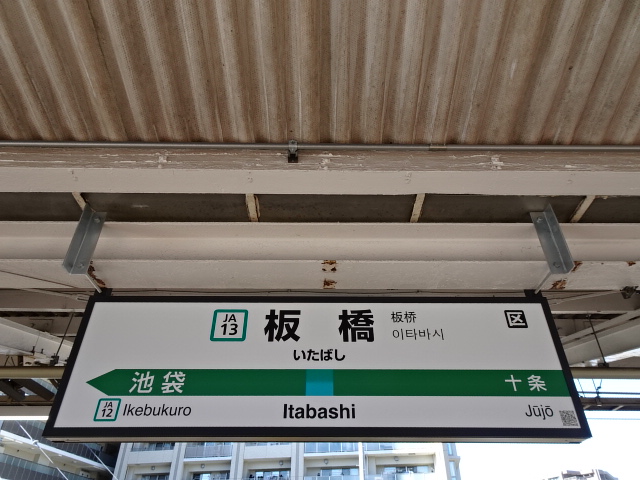 JA
13
板橋
板桥
이타바시
区
いたばし
池袋
十条
JA
12
Ikebukuro
Itabashi
Jūjō